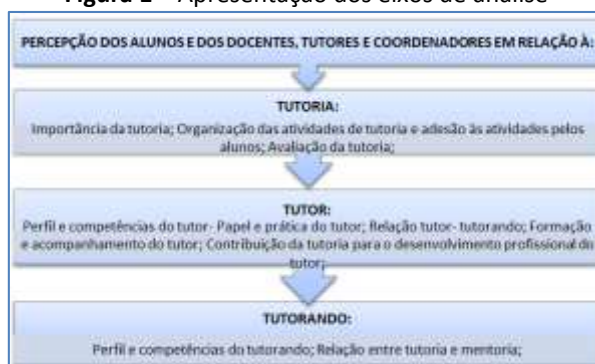 Figura 1 – Apresentação dos eixos de análise
PERCEPÇÃO DOS ALUNOS E DOS DOCENTES, TUTORES E COORDENADORES EM RELAÇÃO À:
TUTORIA:
Importância da tutoria; Organização das atividades de tutoria e adesão às atividades pelos
alunos; Avaliação da tutoria;
TUTOR:
Perfil e competências do tutor- Papel e prática do tutor; Relação tutor- tutorando; Formação
e acompanhamento do tutor; Contribuição da tutoria para o desenvolvimento profissional do
tutor;
TUTORANDO:
Perfil e competências do tutorando; Relação entre tutoria e mentoria;